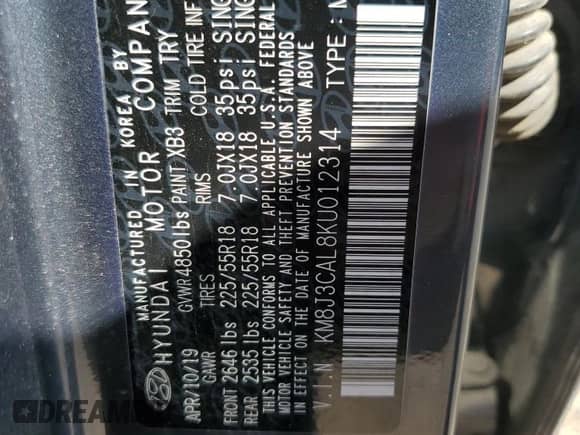 MANUFACTURED IN KOREA BY
HYUNDAI MOTOR COMPAN
APR/10/19 GVWR 4850lbs PAINT XB3 TRIM TRY
GAWR TIRES RIMS COLD TIRE INF
FRONT 2646 lbs 225/55R18 7.0JX18 35psi SING
REAR 2535 lbs 225/55R18 7.0JX18 35psi SING
THIS VEHICLE CONFORMS TO ALL APPLICABLE U.S.A. FEDERAL
MOTOR VEHICLE SAFETY AND THEFT PREVENTION STANDARDS
IN EFFECT ON THE DATE OF MANUFACTURE SHOWN ABOVE
V.I.N KM8J3CAL8KU012314 TYPE : M
DREAM